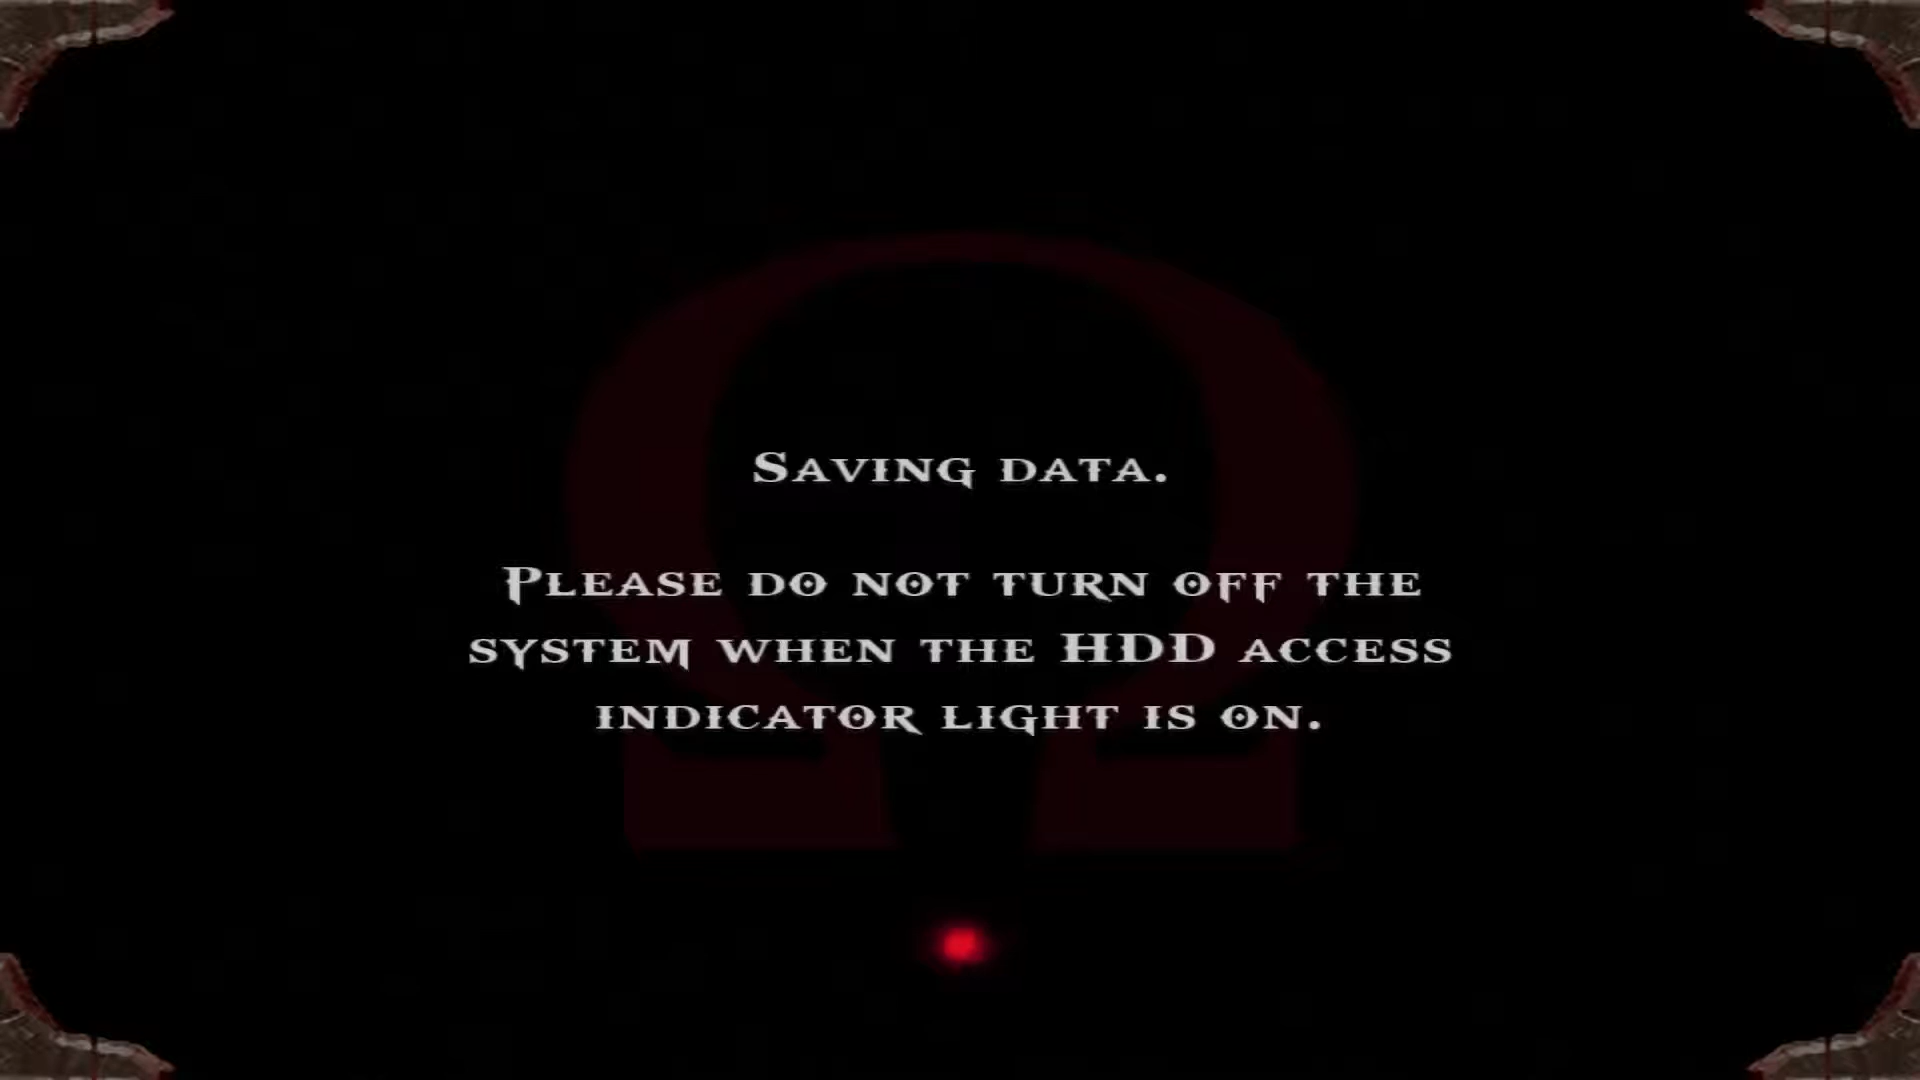 Saving data.
Please do not turn off the
system when the HDD access
indicator light is on.